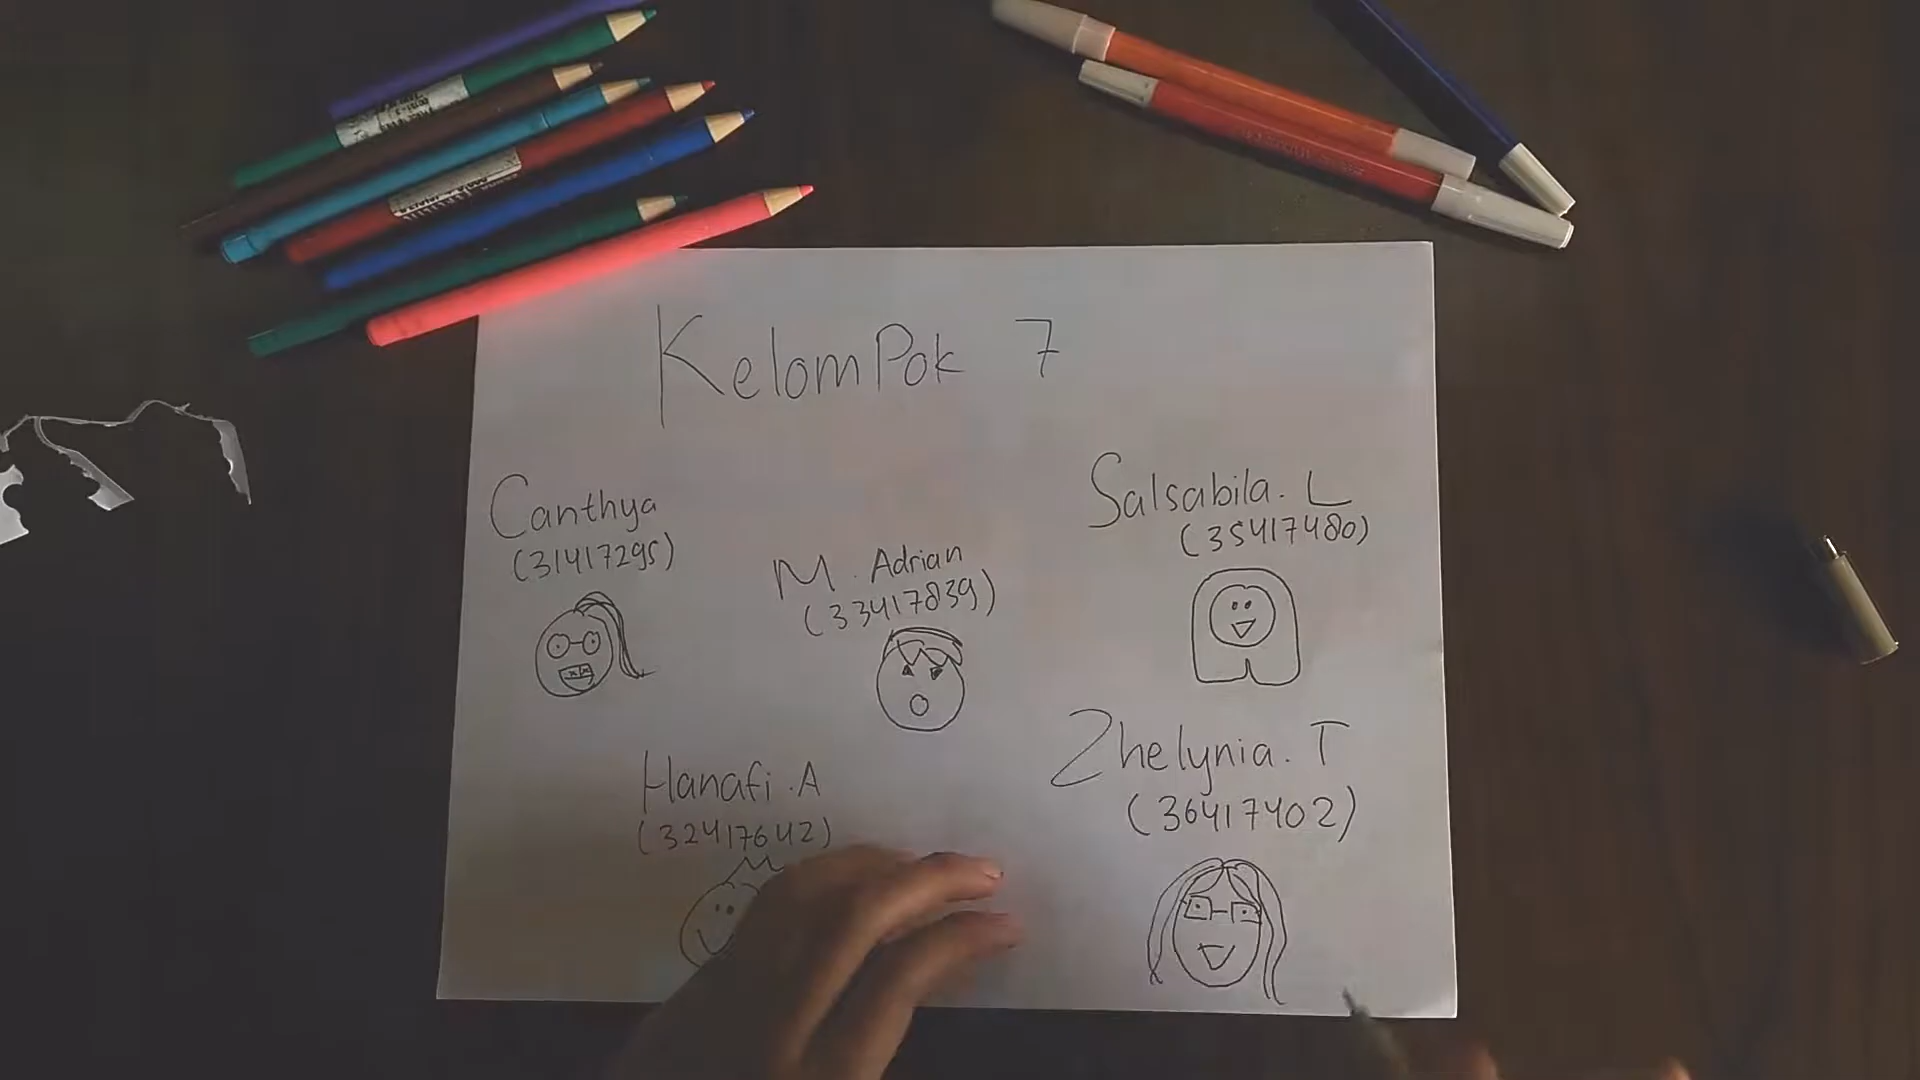 KelomPok 7
Canthya
(31417295)
M. Adrian
(33417839)
Salsabila. L
(35417480)
Hanafi .A
(32417642)
Zhelynia. T
(36417402)